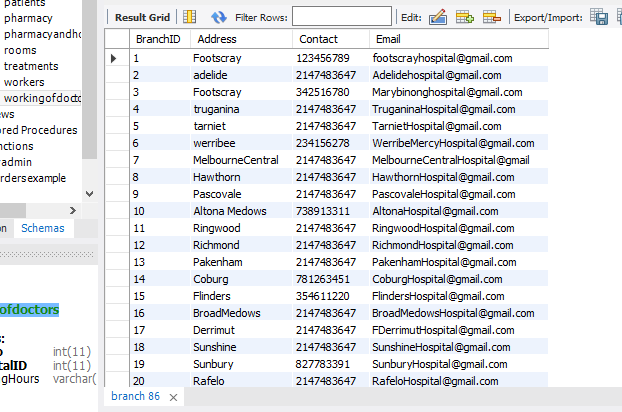 patients
pharmacy
pharmacyandho
rooms
treatments
workers
workingofdocto
ews
ored Procedures
nctions
admin
rdersexample
on Schemas
ofdoctors
s:
int(11)
talID int(11)
gHours varchar(
Result Grid Filter Rows: Edit: Export/Import:
BranchID Address Contact Email
1 Footscray 123456789 footscrayhospital@gmail.com
2 adelide 2147483647 Adelidehospital@gmail.com
3 Footscray 342516780 Marybinonghospital@gmail.com
4 truganina 2147483647 TruganinaHospital@gmail.com
5 tarniet 2147483647 TarnietHospital@gmail.com
6 werribee 234156278 WerribeMercyHospital@gmail.com
7 MelbourneCentral 2147483647 MelbourneCentralHospital@gmail
8 Hawthorn 2147483647 HawthornHospital@gmail.com
9 Pascovale 2147483647 PascovaleHospital@gmail.com
10 Altona Medows 738913311 AltonaHospital@gmail.com
11 Ringwood 2147483647 RingwoodHospital@gmail.com
12 Richmond 2147483647 RichmondHospital@gmail.com
13 Pakenham 2147483647 PakenhamHospital@gmail.com
14 Coburg 781263451 CoburgHospital@gmail.com
15 Flinders 354611220 FlindersHospital@gmail.com
16 BroadMedows 2147483647 BroadMedowsHospital@gmail.com
17 Derrimut 2147483647 FDerrimutHospital@gmail.com
18 Sunshine 2147483647 SunshineHospital@gmail.com
19 Sunbury 827783391 SunburyHospital@gmail.com
20 Rafelo 2147483647 RafeloHospital@gmail.com
branch 86